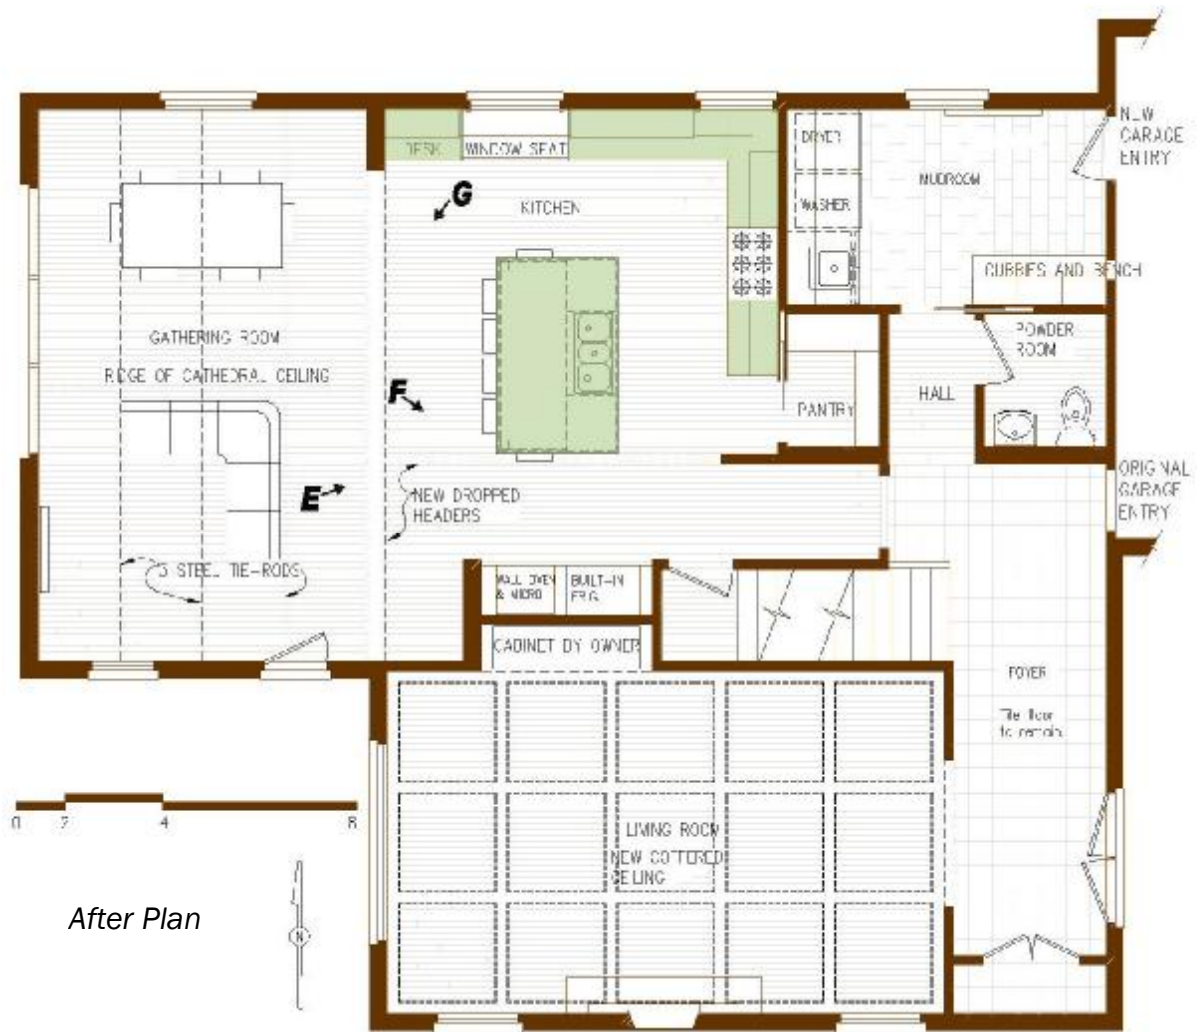 NEW
GARAGE
ENTRY
DRYER
DESK
WINDOW SEAT
MUDROOM
WASHER
G
KITCHEN
CUBBIES AND BENCH
GATHERING ROOM
POWDER
ROOM
RIDGE OF CATHEDRAL CEILING
F
HALL
PANTRY
ORIGINAL
GARAGE
ENTRY
E
NEW DROPPED
HEADERS
3 STEEL TIE-RODS
WALL OVEN
& MICRO
BUILT-IN
FRG.
CABINET BY OWNER
FOYER
Tile floor
to remain
0 2 4 8
LIVING ROOM
NEW COFFERED
CEILING
After Plan
N